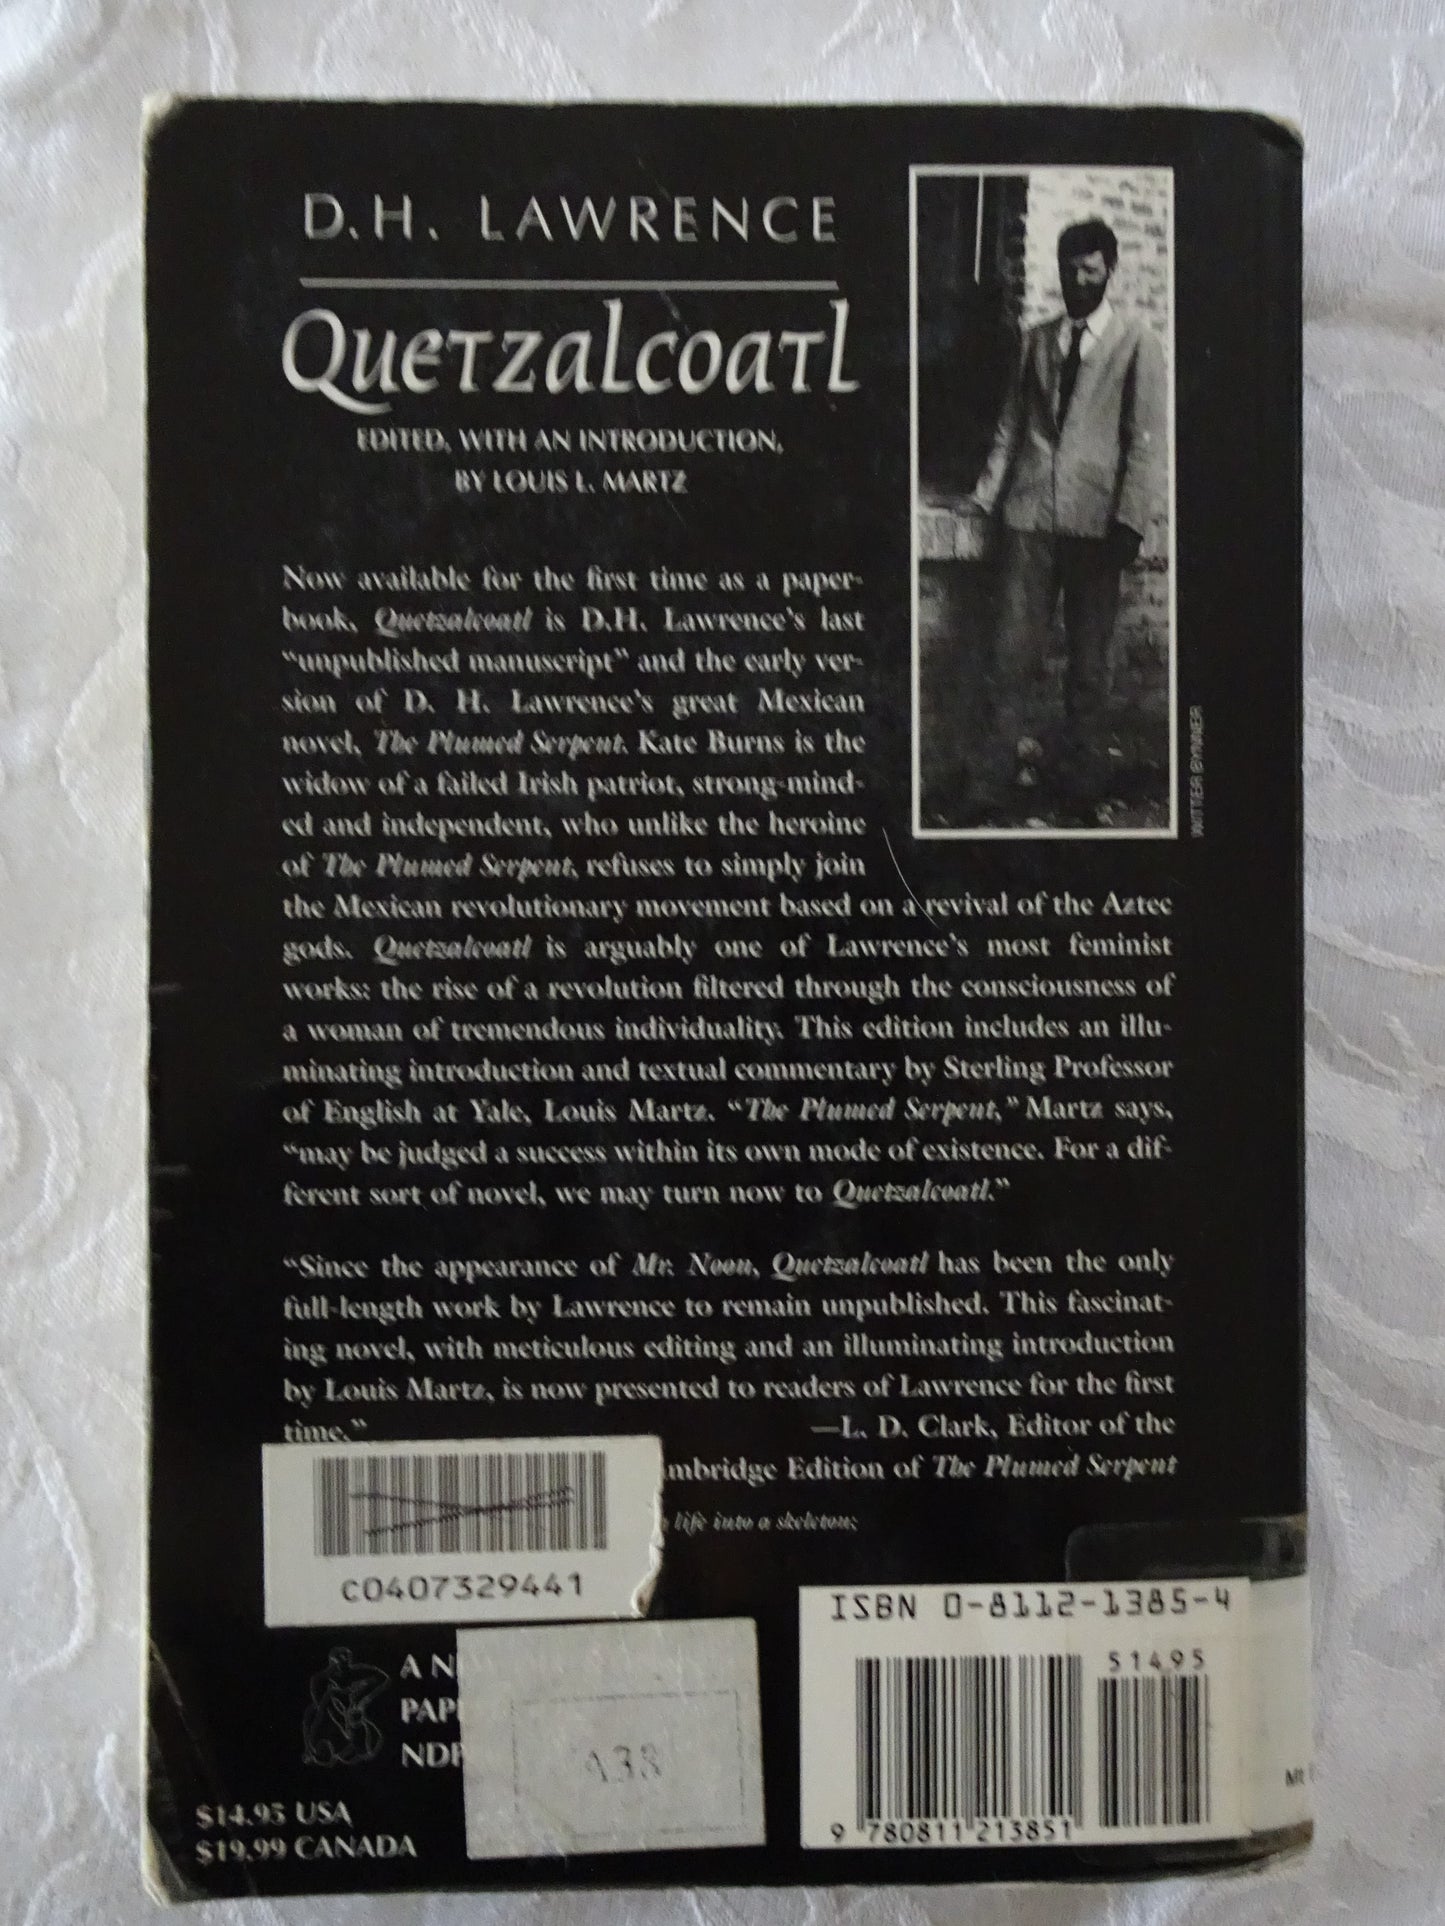 D.H. LAWRENCE
Quetzalcoatl
EDITED, WITH AN INTRODUCTION,
BY LOUIS L. MARTZ
WITTER BYNNER
Now available for the first time as a paper-
book, Quetzalcoatl is D.H. Lawrence's last
"unpublished manuscript" and the early ver-
sion of D. H. Lawrence's great Mexican
novel, The Plumed Serpent. Kate Burns is the
widow of a failed Irish patriot, strong-mind-
ed and independent, who unlike the heroine
of The Plumed Serpent, refuses to simply join
the Mexican revolutionary movement based on a revival of the Aztec
gods. Quetzalcoatl is arguably one of Lawrence's most feminist
works: the rise of a revolution filtered through the consciousness of
a woman of tremendous individuality. This edition includes an illu-
minating introduction and textual commentary by Sterling Professor
of English at Yale, Louis Martz. "The Plumed Serpent," Martz says,
"may be judged a success within its own mode of existence. For a dif-
ferent sort of novel, we may turn now to Quetzalcoatl."
"Since the appearance of Mr. Noon, Quetzalcoatl has been the only
full-length work by Lawrence to remain unpublished. This fascinat-
ing novel, with meticulous editing and an illuminating introduction
by Louis Martz, is now presented to readers of Lawrence for the first
time." —L. D. Clark, Editor of the
mbridge Edition of The Plumed Serpent
life into a skeleton;
C0407329441
ISBN 0-8112-1385-4
51495
9 780811 213851
A N
PAP
ND
A38
$14.95 USA
$19.99 CANADA